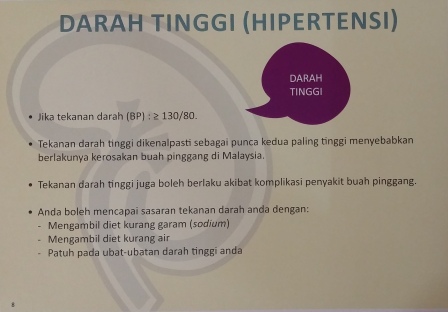 DARAH TINGGI (HIPERTENSI)
DARAH
TINGGI
• Jika tekanan darah (BP) : ≥ 130/80.
• Tekanan darah tinggi dikenalpasti sebagai punca kedua paling tinggi menyebabkan
berlakunya kerosakan buah pinggang di Malaysia.
• Tekanan darah tinggi juga boleh berlaku akibat komplikasi penyakit buah pinggang.
• Anda boleh mencapai sasaran tekanan darah anda dengan:
- Mengambil diet kurang garam (sodium)
- Mengambil diet kurang air
- Patuh pada ubat-ubatan darah tinggi anda